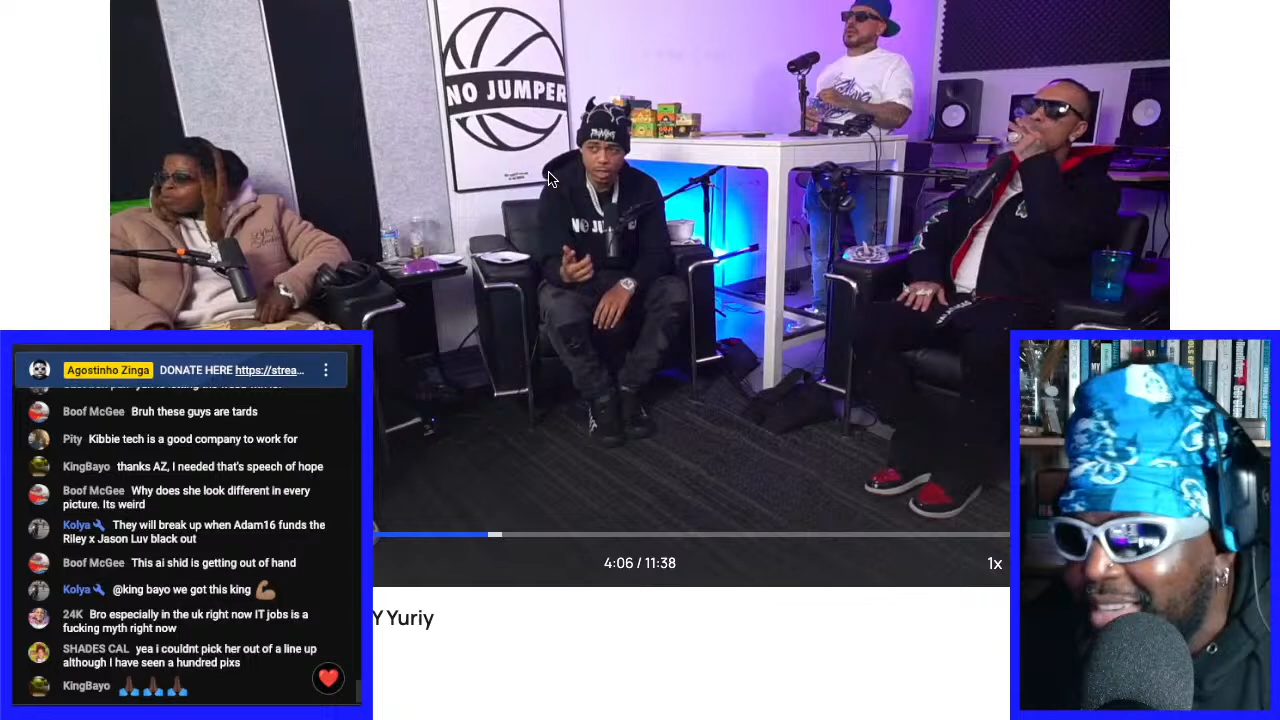 NO JUMPER
NO JU
Agostinho Zinga DONATE HERE https://strea...
Boof McGee Bruh these guys are tards
Pity Kibbie tech is a good company to work for
KingBayo thanks AZ, I needed that's speech of hope
Boof McGee Why does she look different in every
picture. Its weird
Kolya They will break up when Adam16 funds the
Riley x Jason Luv black out
Boof McGee This ai shid is getting out of hand
Kolya @king bayo we got this king
24K Bro especially in the uk right now IT jobs is a
fucking myth right now
SHADES CAL yea i couldnt pick her out of a line up
although I have seen a hundred pixs
KingBayo
4:06 / 11:38
1x
Y Yuriy